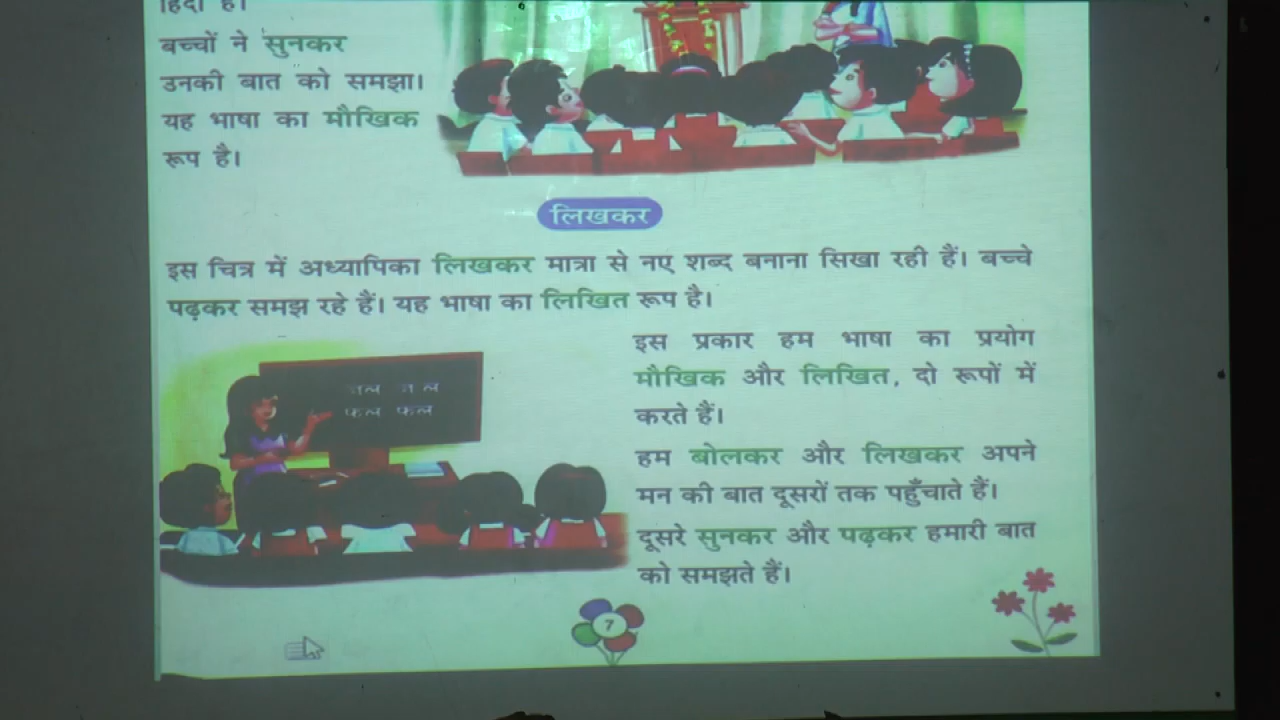 हिंदी है।
बच्चों ने सुनकर
उनकी बात को समझा।
यह भाषा का मौखिक
रूप है।
लिखकर
इस चित्र में अध्यापिका लिखकर मात्रा से नए शब्द बनाना सिखा रही हैं। बच्चे
पढ़कर समझ रहे हैं। यह भाषा का लिखित रूप है।
इस प्रकार हम भाषा का प्रयोग
मौखिक और लिखित, दो रूपों में
करते हैं।
हम बोलकर और लिखकर अपने
मन की बात दूसरों तक पहुँचाते हैं।
दूसरे सुनकर और पढ़कर हमारी बात
को समझते हैं।
फल फल
7